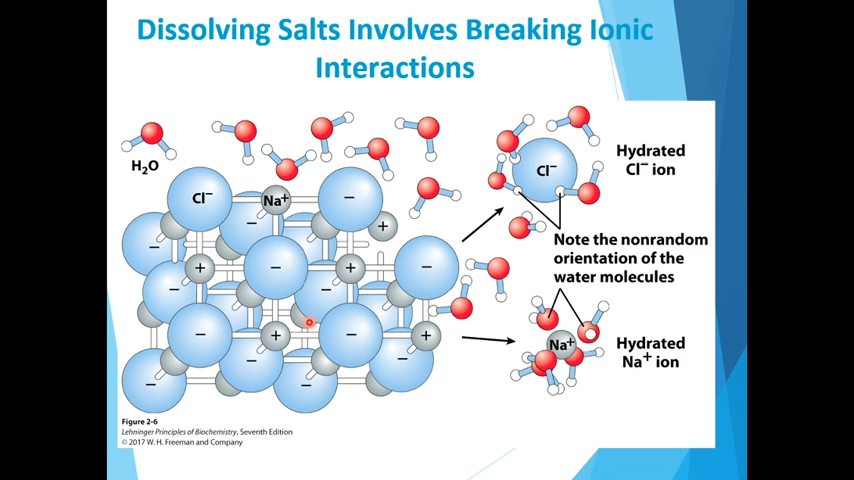 Dissolving Salts Involves Breaking Ionic
Interactions
H₂O
Cl⁻
Na⁺
−
−
+
−
+
−
+
−
−
−
−
−
+
−
+
−
−
−
−
Cl⁻
Hydrated
Cl⁻ ion
Note the nonrandom
orientation of the
water molecules
Na⁺
Hydrated
Na⁺ ion
Figure 2-6
Lehninger Principles of Biochemistry, Seventh Edition
© 2017 W. H. Freeman and Company